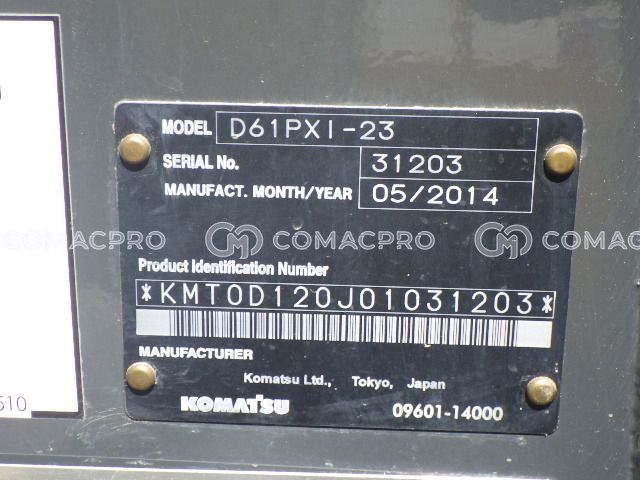 MODEL D61PXI-23
SERIAL No. 31203
MANUFACT. MONTH/YEAR 05/2014
COMACPRO COMACPRO COMACPRO
Product Identification Number
*KMT0D120J01031203*
MANUFACTURER
Komatsu Ltd., Tokyo, Japan
KOMATSU 09601-14000
510